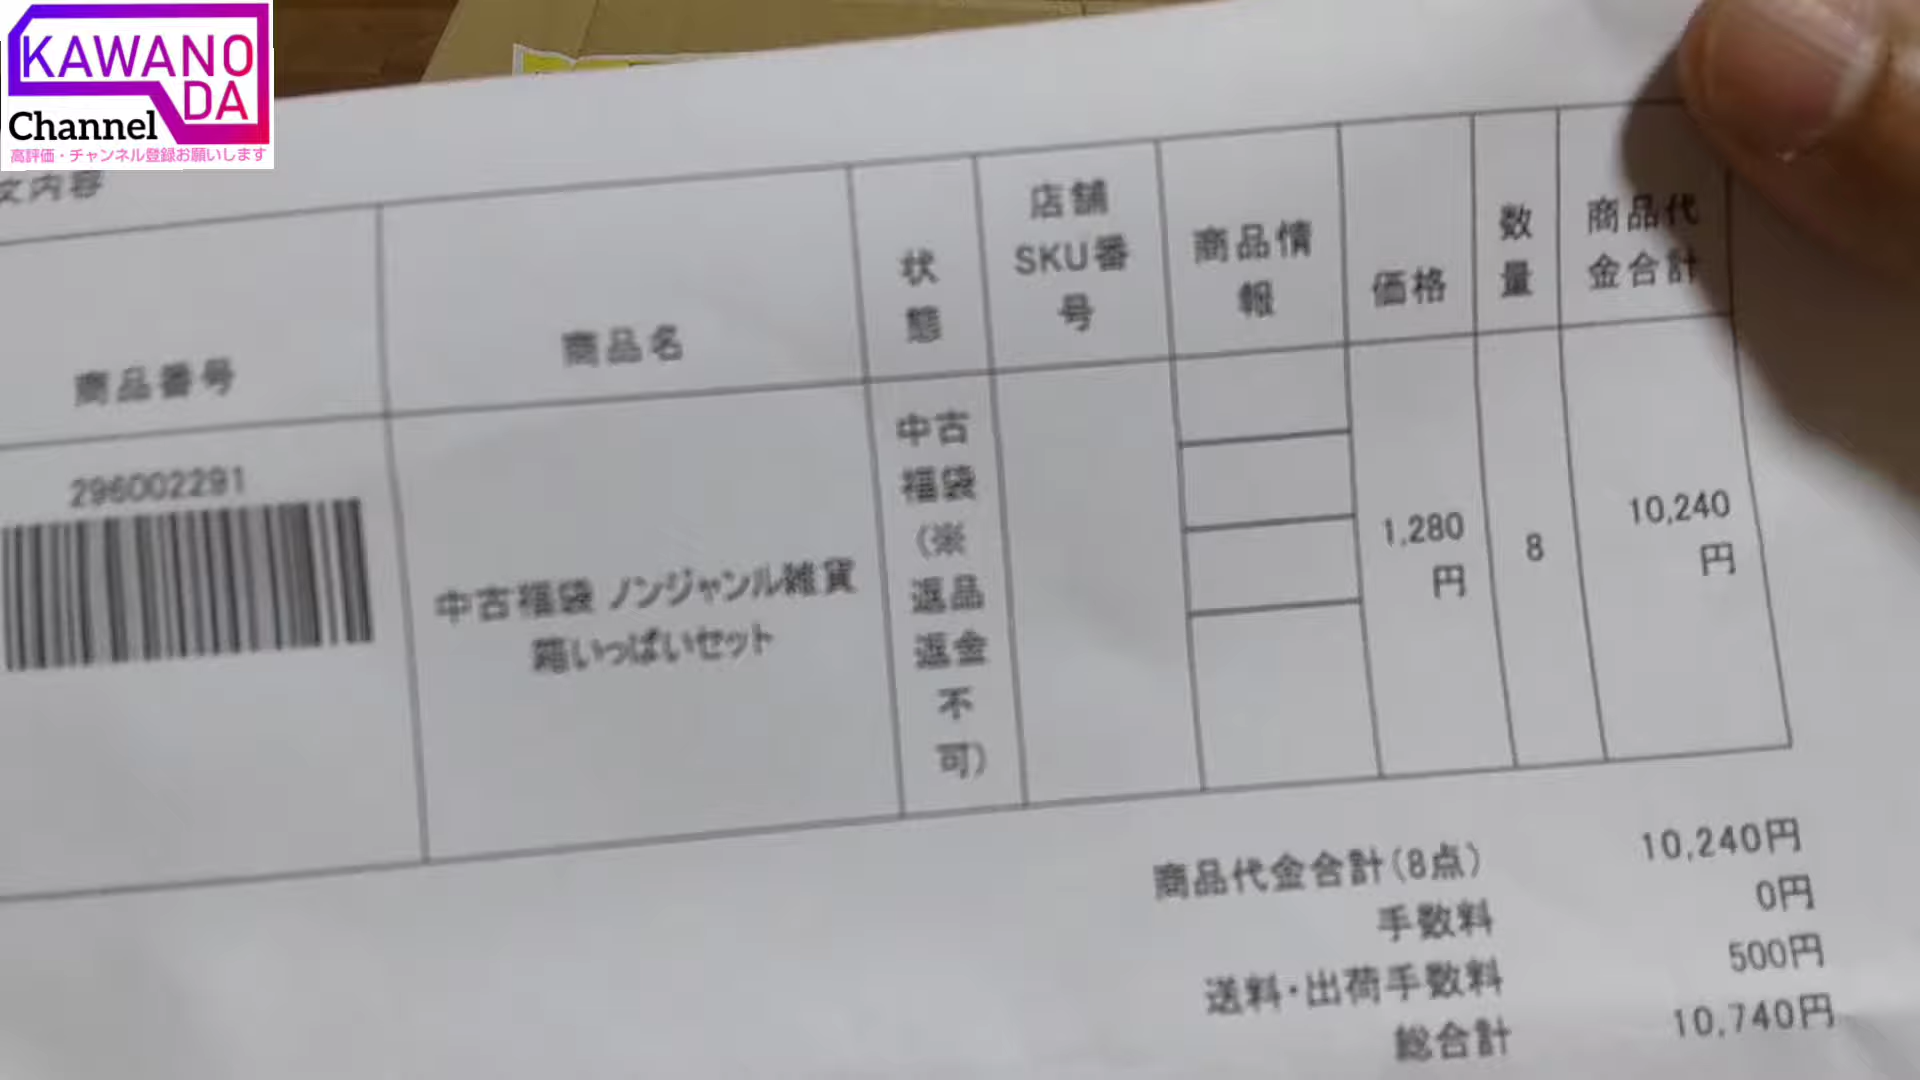 KAWANO
DA
Channel
高評価・チャンネル登録お願いします
文内容
商品番号
商品名
状
態
店舗
SKU番
号
商品情
報
価格
数
量
商品代
金合計
296002291
中古福袋 ノンジャンル雑貨
箱いっぱいセット
中古
福袋
(※
返品
返金
不
可)
1,280
円
8
10,240
円
商品代金合計(8点) 10,240円
手数料 0円
送料・出荷手数料 500円
総合計 10,740円